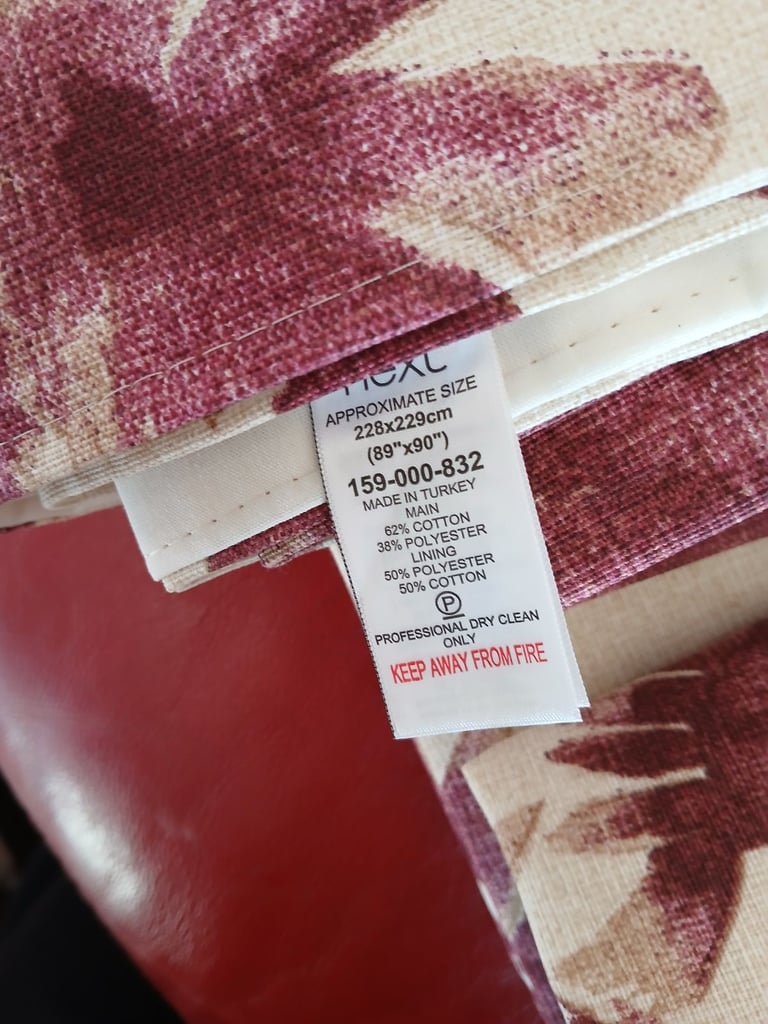 next
APPROXIMATE SIZE
228x229cm
(89"x90")
159-000-832
MADE IN TURKEY
MAIN
62% COTTON
38% POLYESTER
LINING
50% POLYESTER
50% COTTON
P
PROFESSIONAL DRY CLEAN
ONLY
KEEP AWAY FROM FIRE